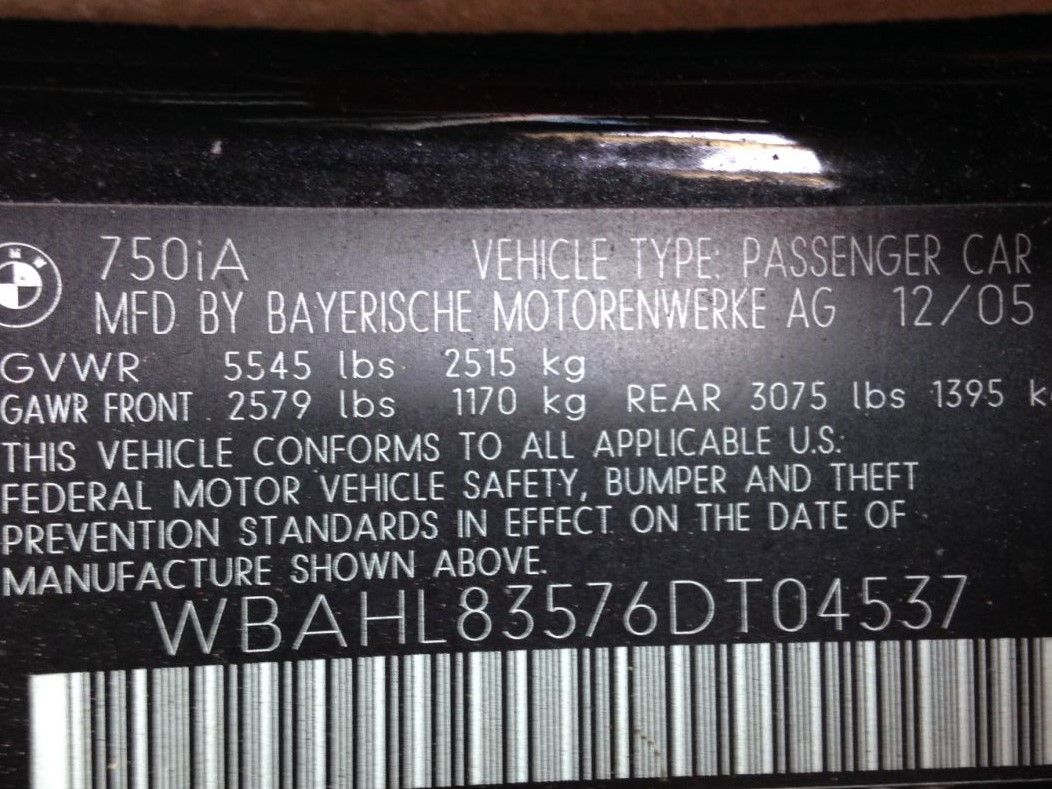 BMW
750iA VEHICLE TYPE: PASSENGER CAR
MFD BY BAYERISCHE MOTORENWERKE AG 12/05
GVWR 5545 lbs 2515 kg
GAWR FRONT 2579 lbs 1170 kg REAR 3075 lbs 1395 k
THIS VEHICLE CONFORMS TO ALL APPLICABLE U.S.:
FEDERAL MOTOR VEHICLE SAFETY, BUMPER AND THEFT
PREVENTION STANDARDS IN EFFECT ON THE DATE OF
MANUFACTURE SHOWN ABOVE.
WBAHL83576DT04537